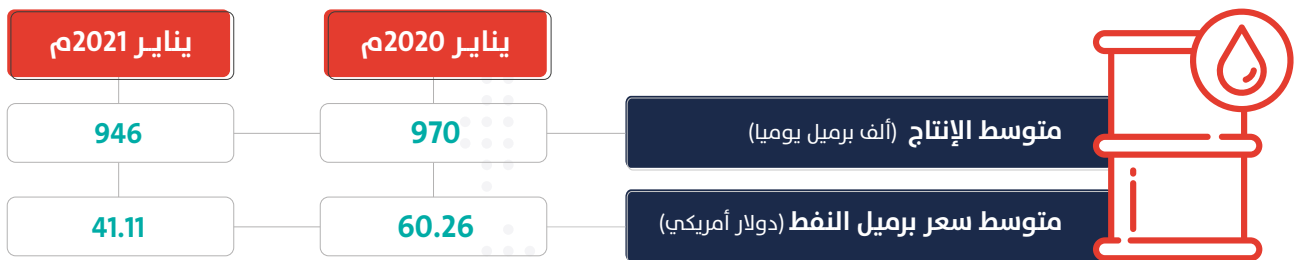 يناير 2020م
يناير 2021م
متوسط الإنتاج (ألف برميل يوميا)
970
946
متوسط سعر برميل النفط (دولار أمريكي)
60.26
41.11